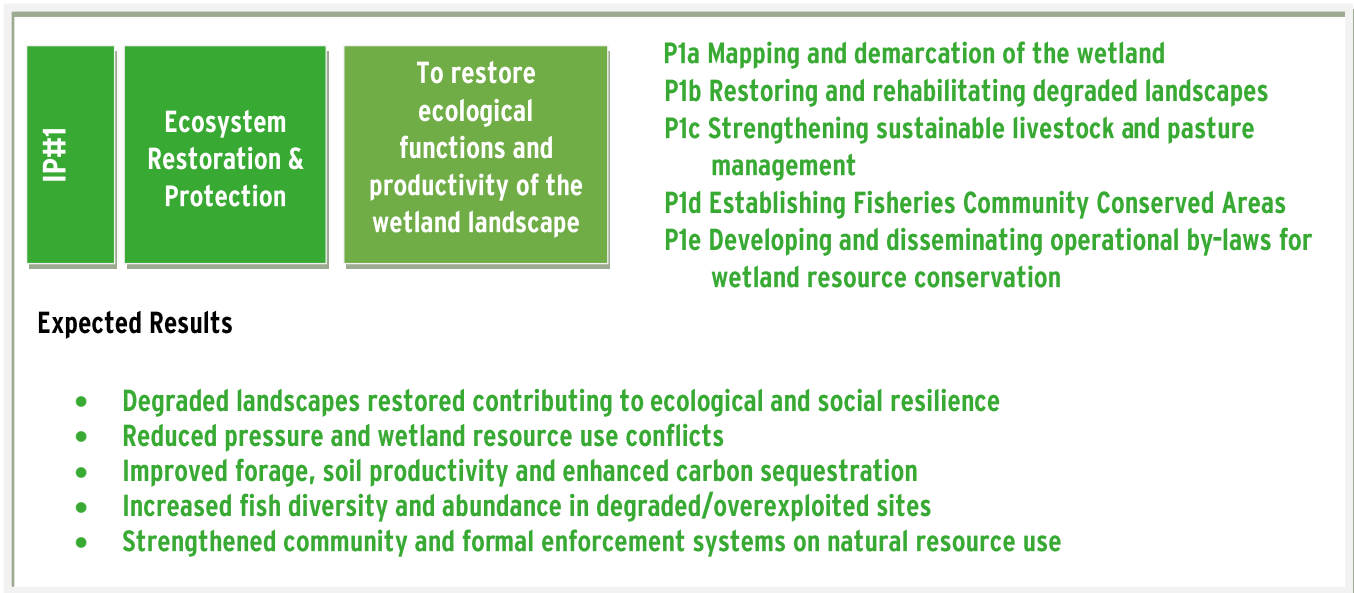 IP#1
Ecosystem
Restoration &
Protection
To restore
ecological
functions and
productivity of the
wetland landscape
P1a Mapping and demarcation of the wetland
P1b Restoring and rehabilitating degraded landscapes
P1c Strengthening sustainable livestock and pasture
management
P1d Establishing Fisheries Community Conserved Areas
P1e Developing and disseminating operational by-laws for
wetland resource conservation
Expected Results
• Degraded landscapes restored contributing to ecological and social resilience
• Reduced pressure and wetland resource use conflicts
• Improved forage, soil productivity and enhanced carbon sequestration
• Increased fish diversity and abundance in degraded/overexploited sites
• Strengthened community and formal enforcement systems on natural resource use